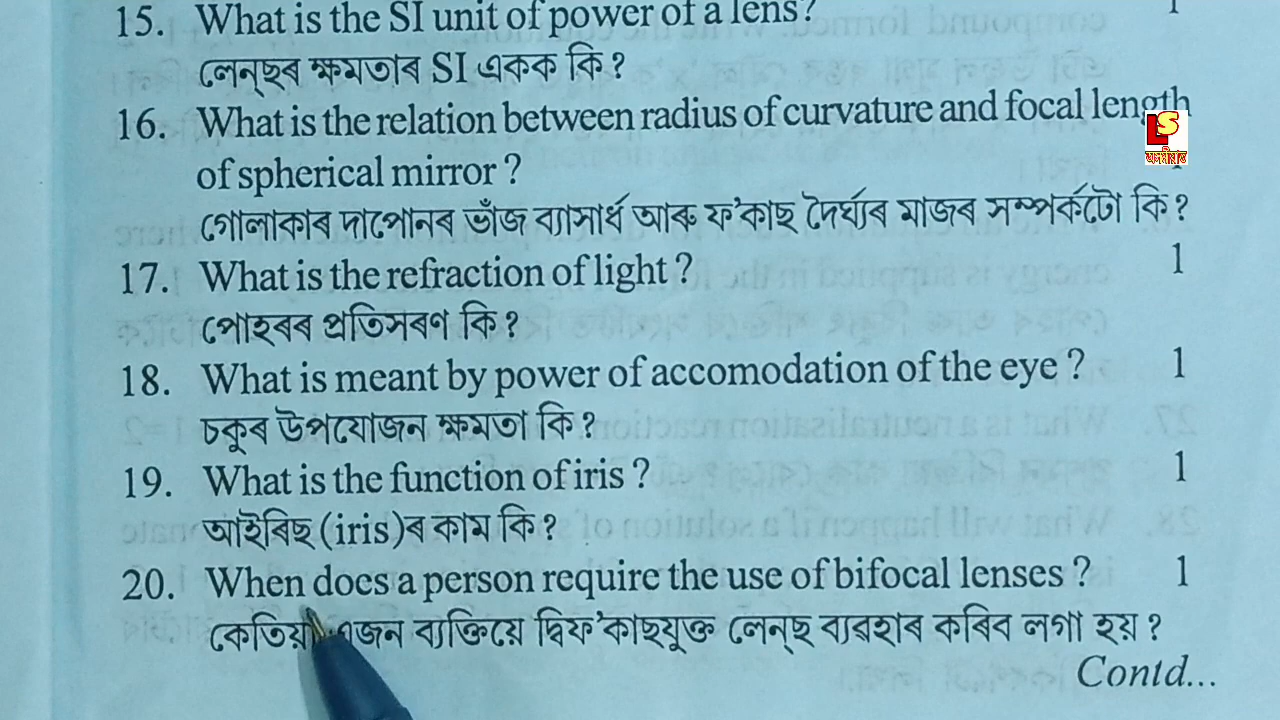 15. What is the SI unit of power of a lens? 1
লেন্ছৰ ক্ষমতাৰ SI একক কি ?
16. What is the relation between radius of curvature and focal length
of spherical mirror ?
গোলাকাৰ দাপোনৰ ভাঁজ ব্যাসাৰ্ধ আৰু ফ'কাছ দৈৰ্ঘ্যৰ মাজৰ সম্পৰ্কটো কি ?
17. What is the refraction of light ? 1
পোহৰৰ প্ৰতিসৰণ কি ?
18. What is meant by power of accomodation of the eye ? 1
চকুৰ উপযোজন ক্ষমতা কি ?
19. What is the function of iris ? 1
আইৰিছ (iris)ৰ কাম কি ?
20. When does a person require the use of bifocal lenses ? 1
কেতিয়া এজন ব্যক্তিয়ে দ্বিফ'কাছযুক্ত লেন্ছ ব্যৱহাৰ কৰিব লগা হয় ?
Contd...
LS